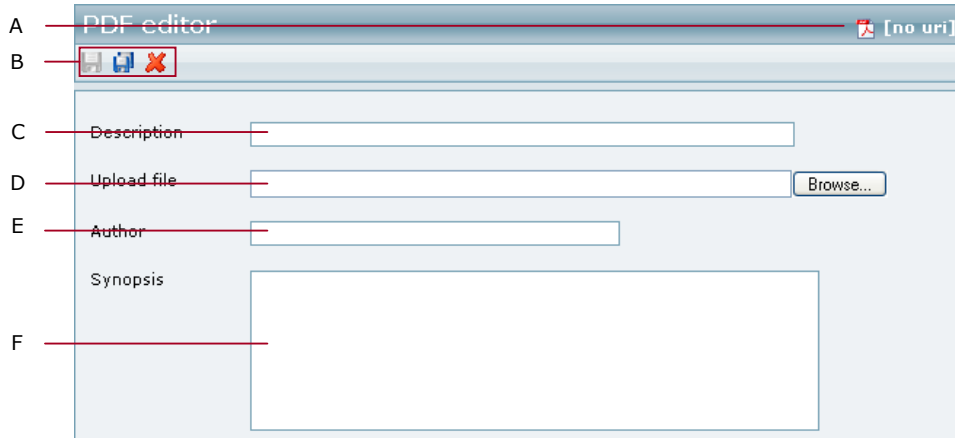 A
PDF editor
[no uri]
B
C
Description
D
Upload file
Browse...
E
Author
Synopsis
F